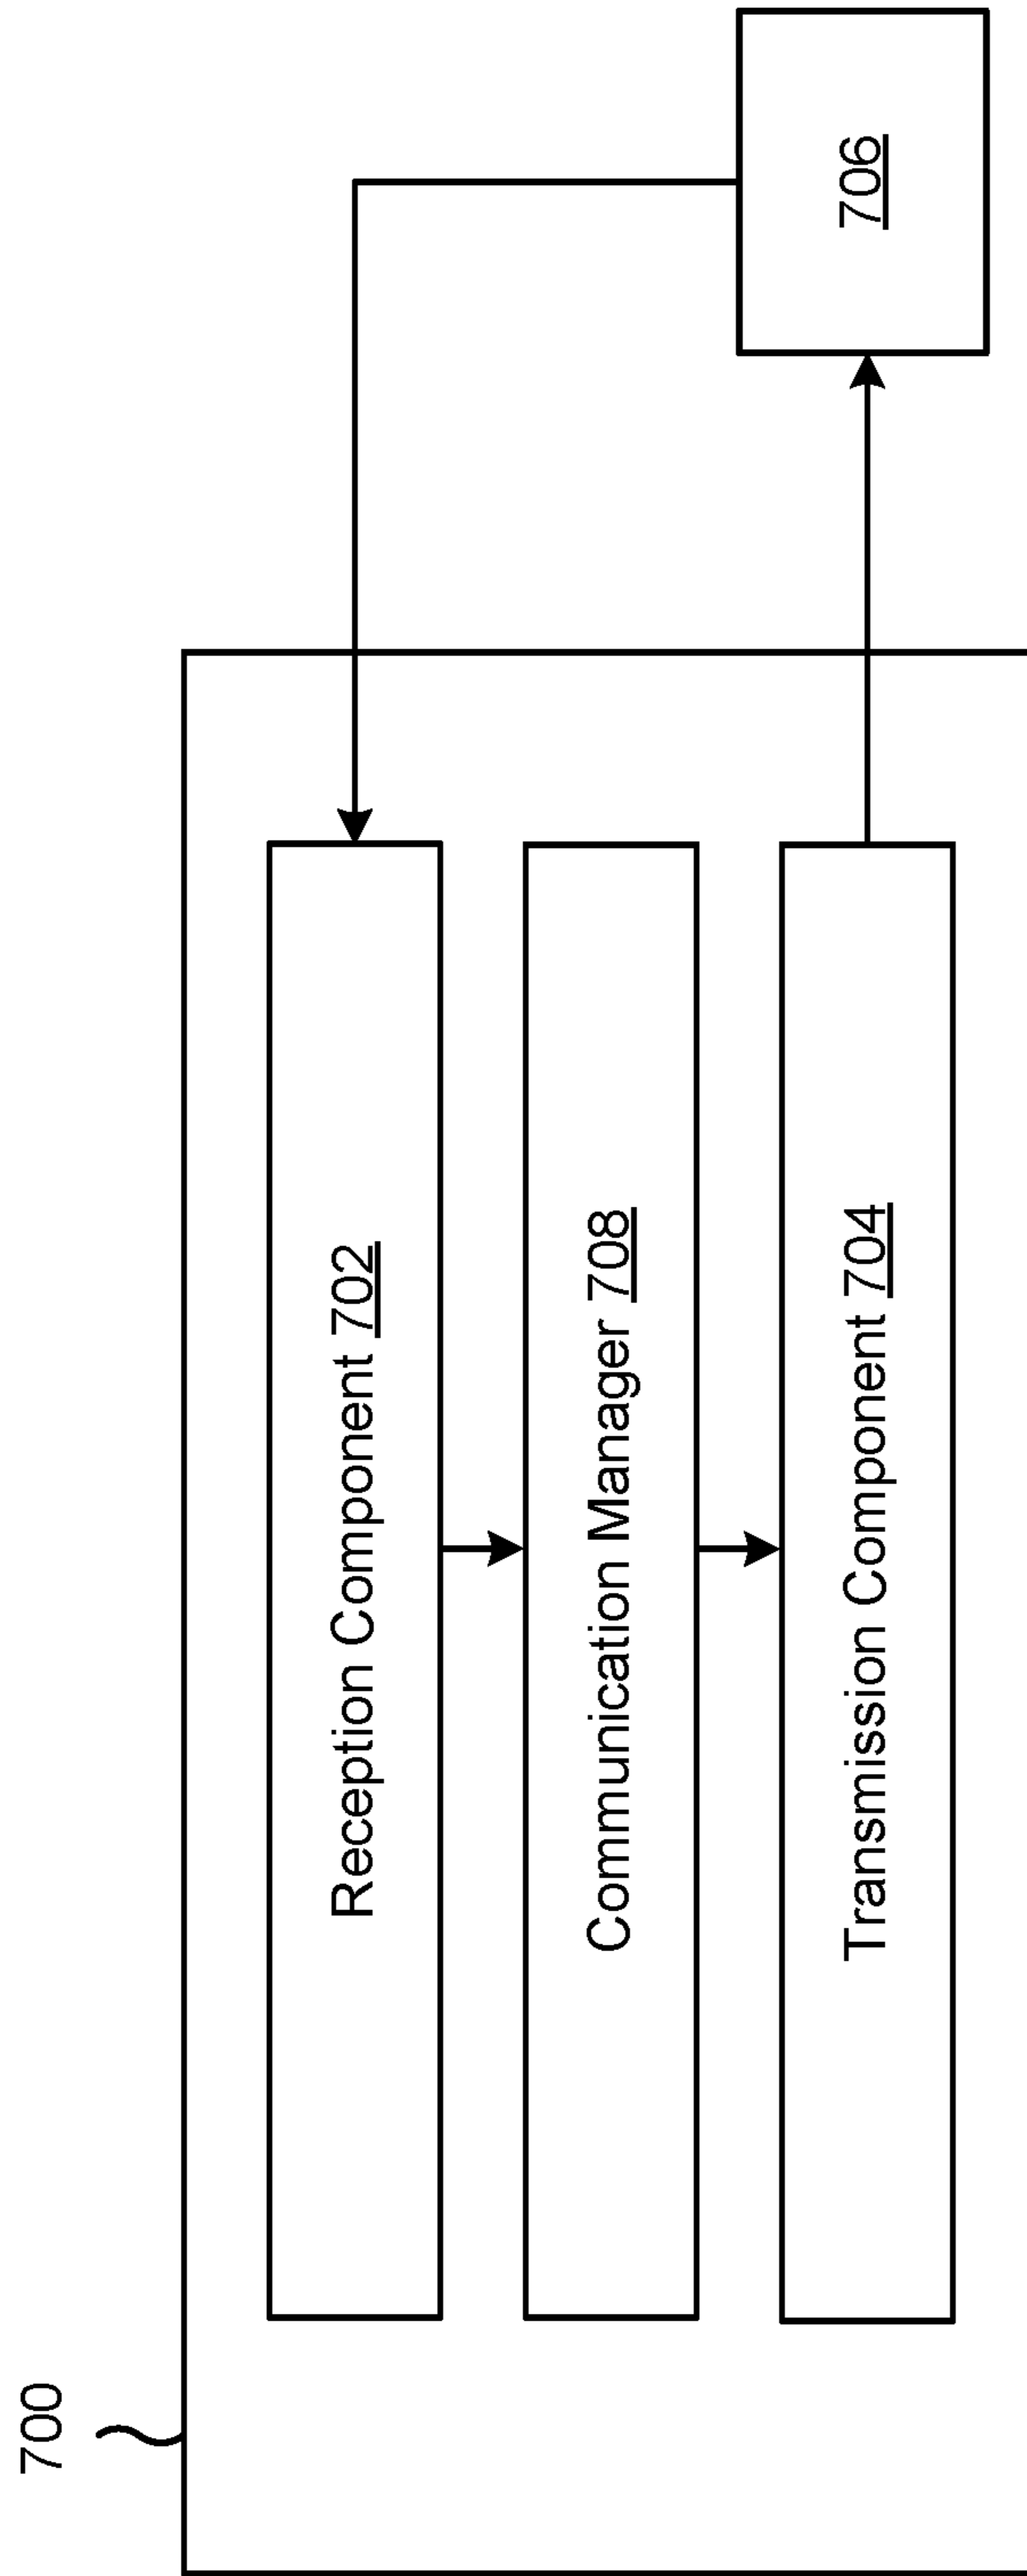 700
Reception Component 702
Communication Manager 708
Transmission Component 704
706